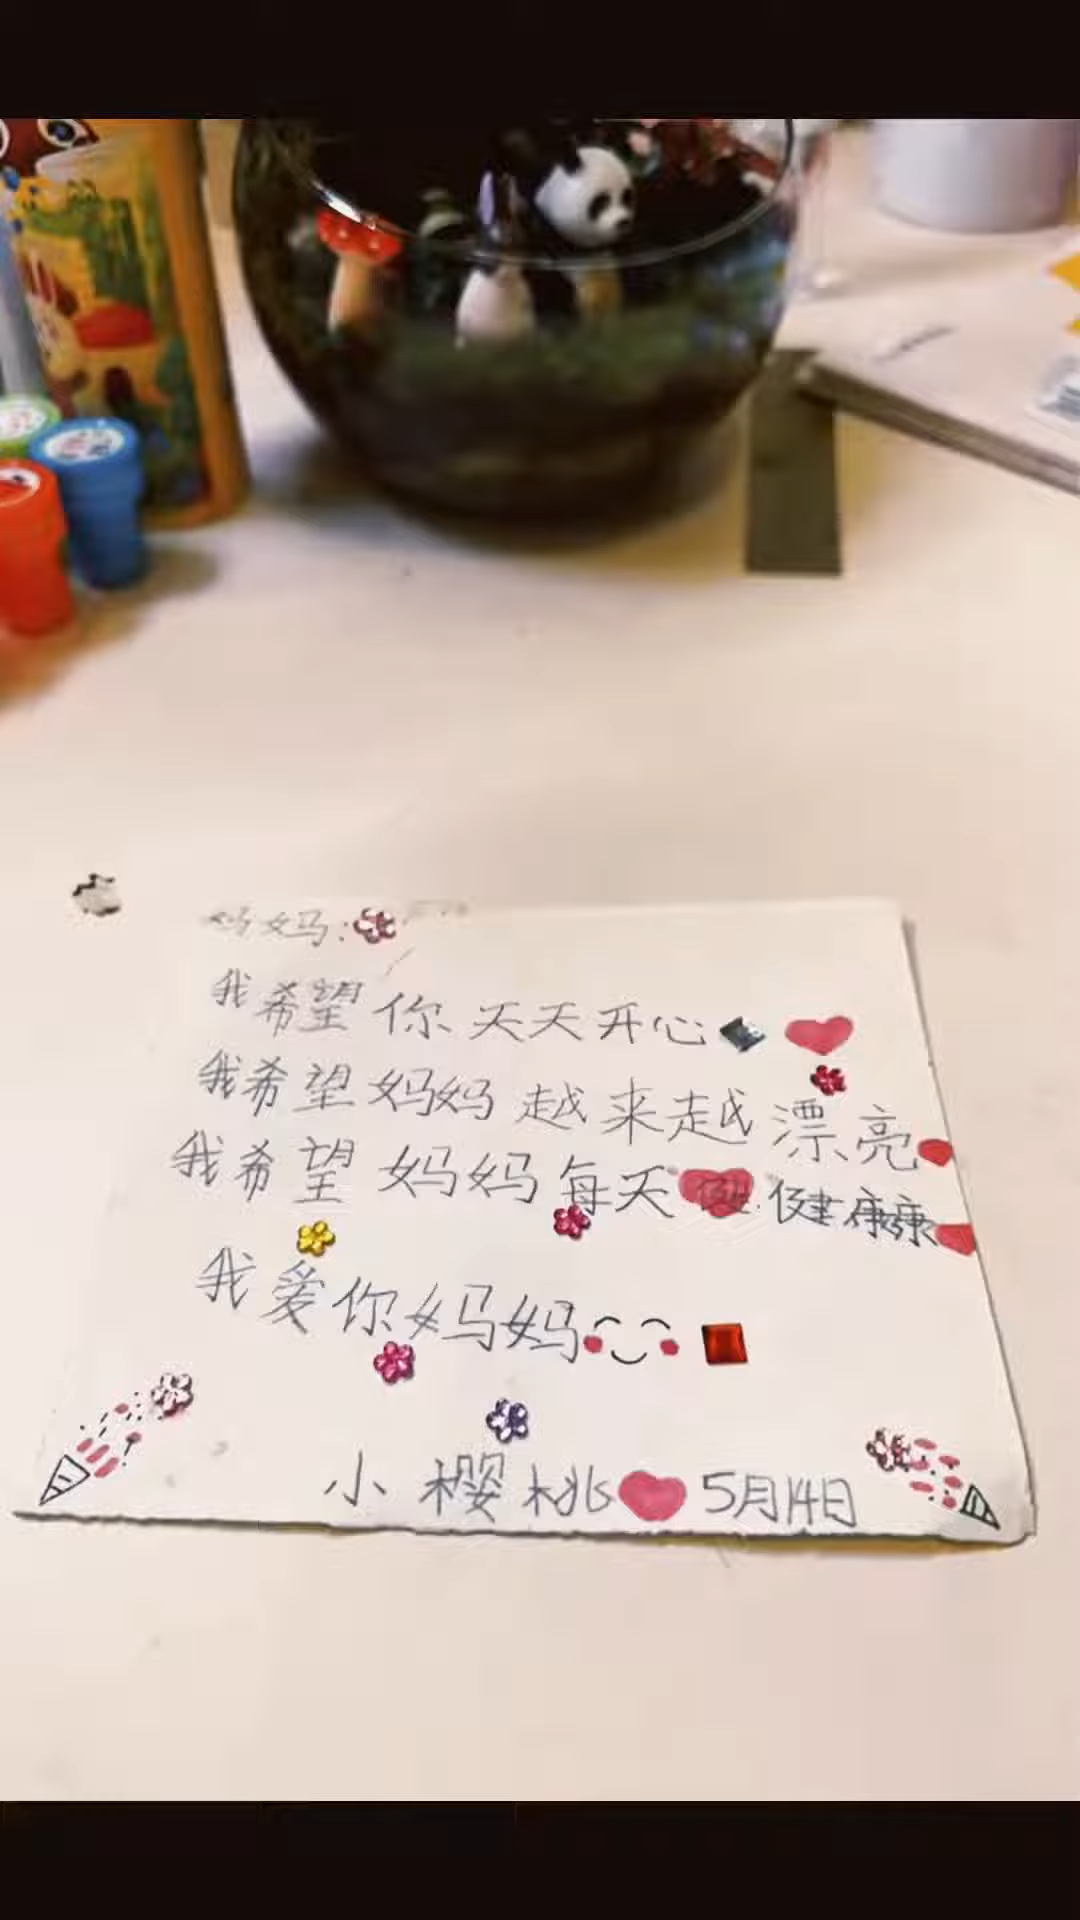 妈妈:
我希望你天天开心
我希望妈妈越来越漂亮
我希望妈妈每天健康
我爱你妈妈
小樱桃 5月14日